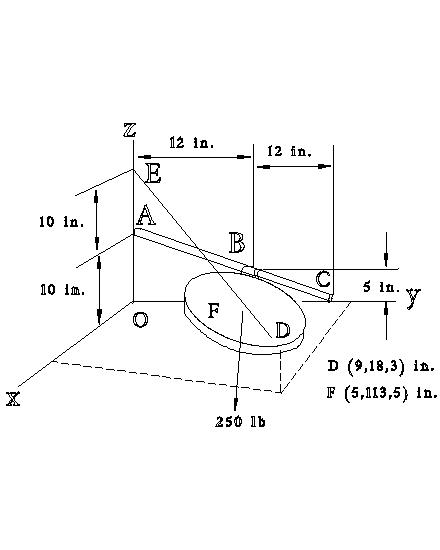 Z
12 in.
12 in.
E
10 in.
A
B
C
10 in.
5 in.
y
F
O
D
D (9,18,3) in.
X
F (5,113,5) in.
250 lb